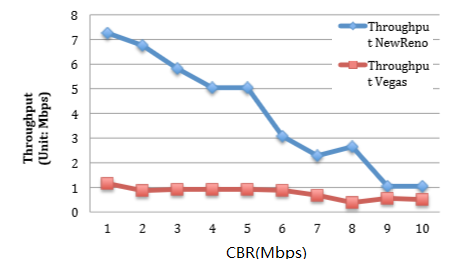 8
7
6
5
4
3
2
1
0
Throughput
(Unit: Mbps)
1 2 3 4 5 6 7 8 9 10
CBR(Mbps)
Throughpu
t NewReno
Throughpu
t Vegas